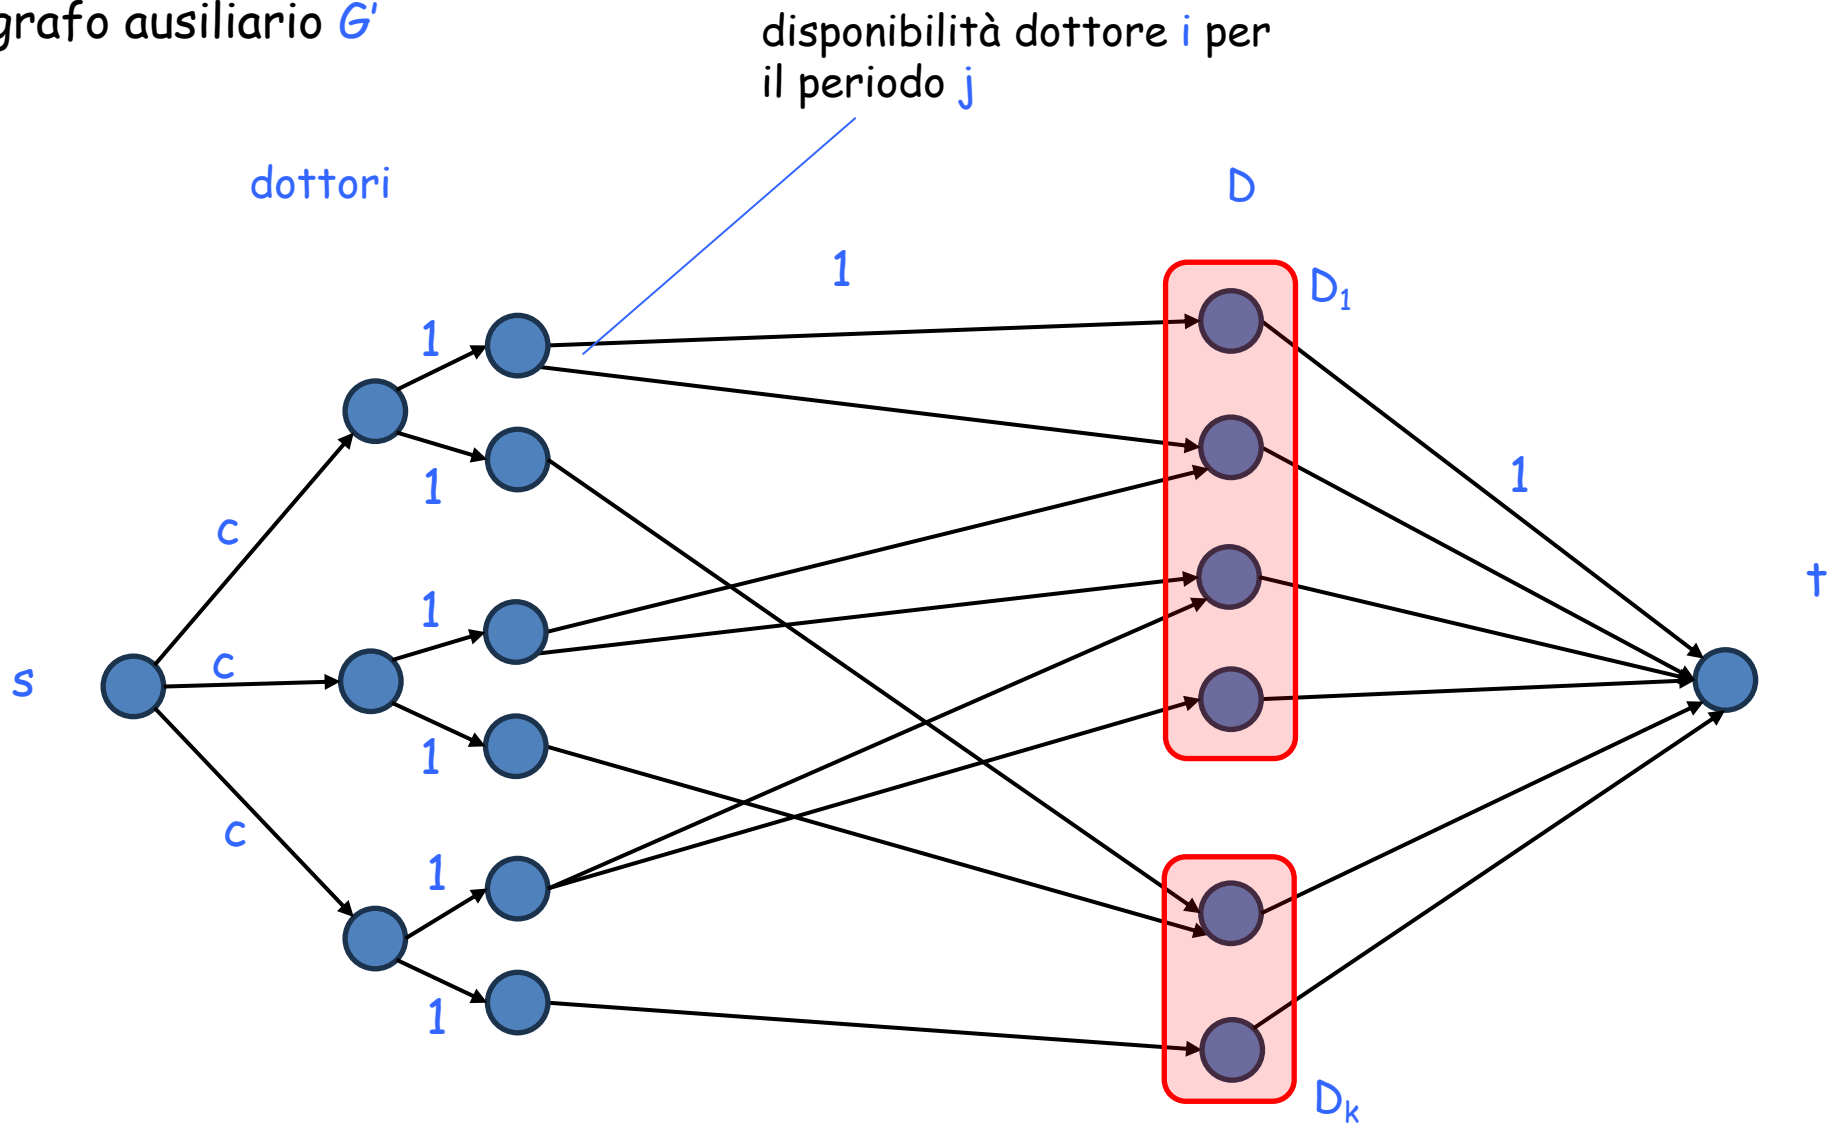 grafo ausiliario G'
disponibilità dottore i per
il periodo j
dottori
D
1
D1
1
1
1
c
t
1
c
s
1
c
1
1
Dk